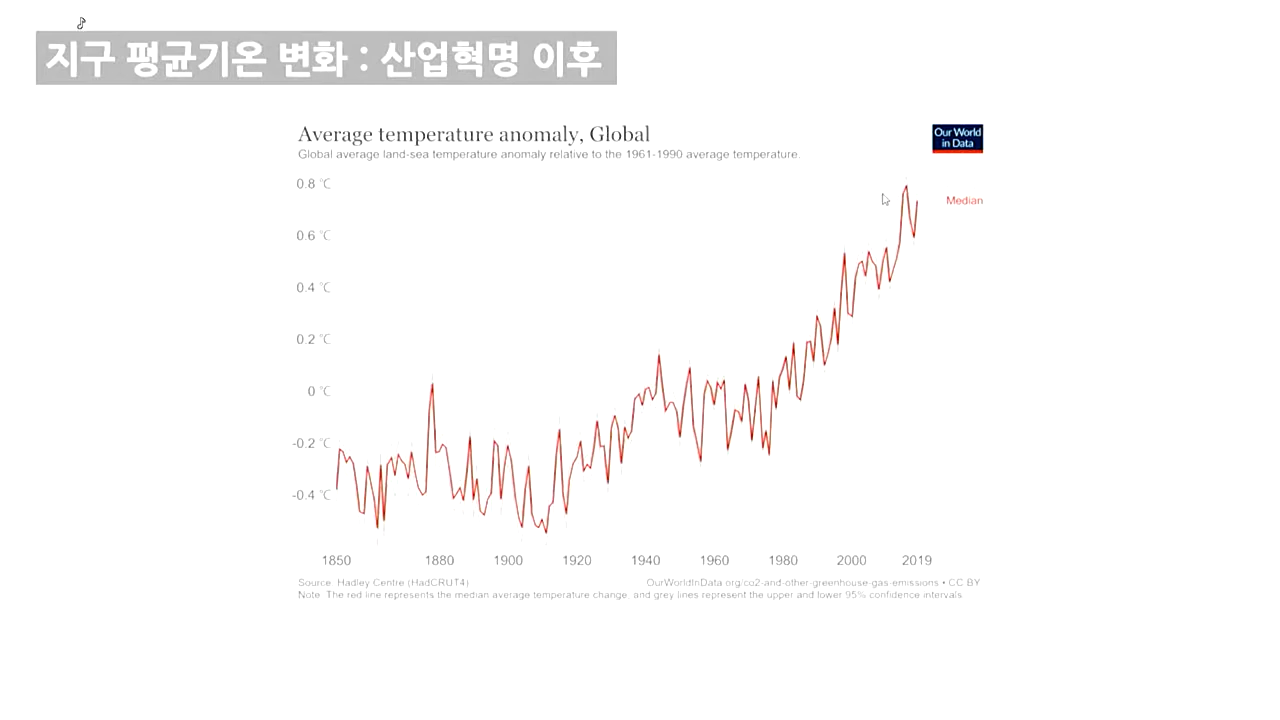 지구 평균기온 변화 : 산업혁명 이후
Average temperature anomaly, Global
Our World
in Data
Global average land-sea temperature anomaly relative to the 1961-1990 average temperature.
0.8 °C
Median
0.6 °C
0.4 °C
0.2 °C
0 °C
-0.2 °C
-0.4 °C
1850 1880 1900 1920 1940 1960 1980 2000 2019
Source: Hadley Centre (HadCRUT4)
OurWorldInData.org/co2-and-other-greenhouse-gas-emissions • CC BY
Note: The red line represents the median average temperature change, and grey lines represent the upper and lower 95% confidence intervals.